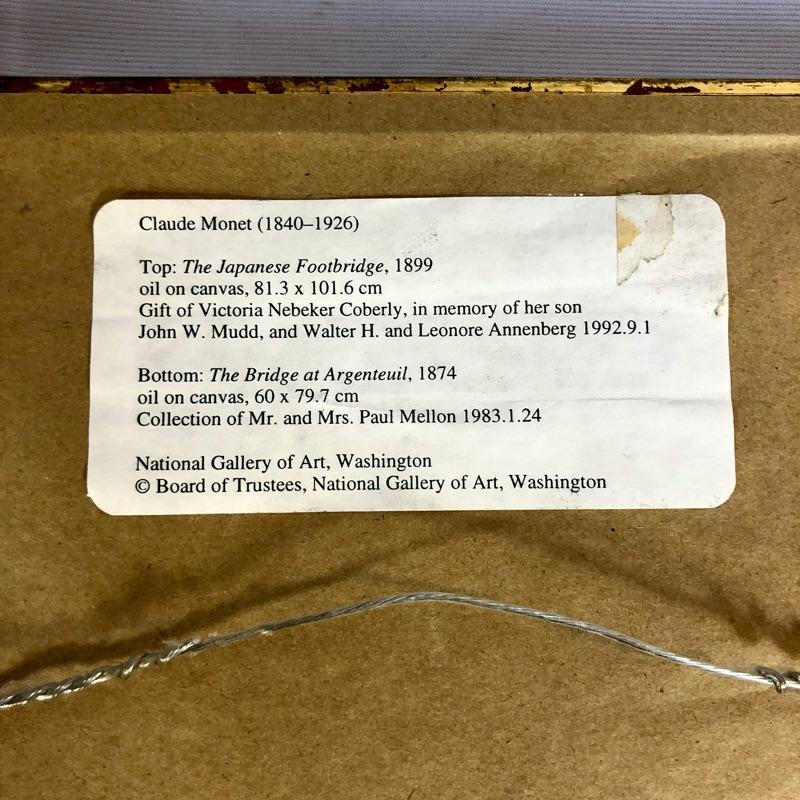 Claude Monet (1840–1926)
Top: The Japanese Footbridge, 1899
oil on canvas, 81.3 x 101.6 cm
Gift of Victoria Nebeker Coberly, in memory of her son
John W. Mudd, and Walter H. and Leonore Annenberg 1992.9.1
Bottom: The Bridge at Argenteuil, 1874
oil on canvas, 60 x 79.7 cm
Collection of Mr. and Mrs. Paul Mellon 1983.1.24
National Gallery of Art, Washington
© Board of Trustees, National Gallery of Art, Washington